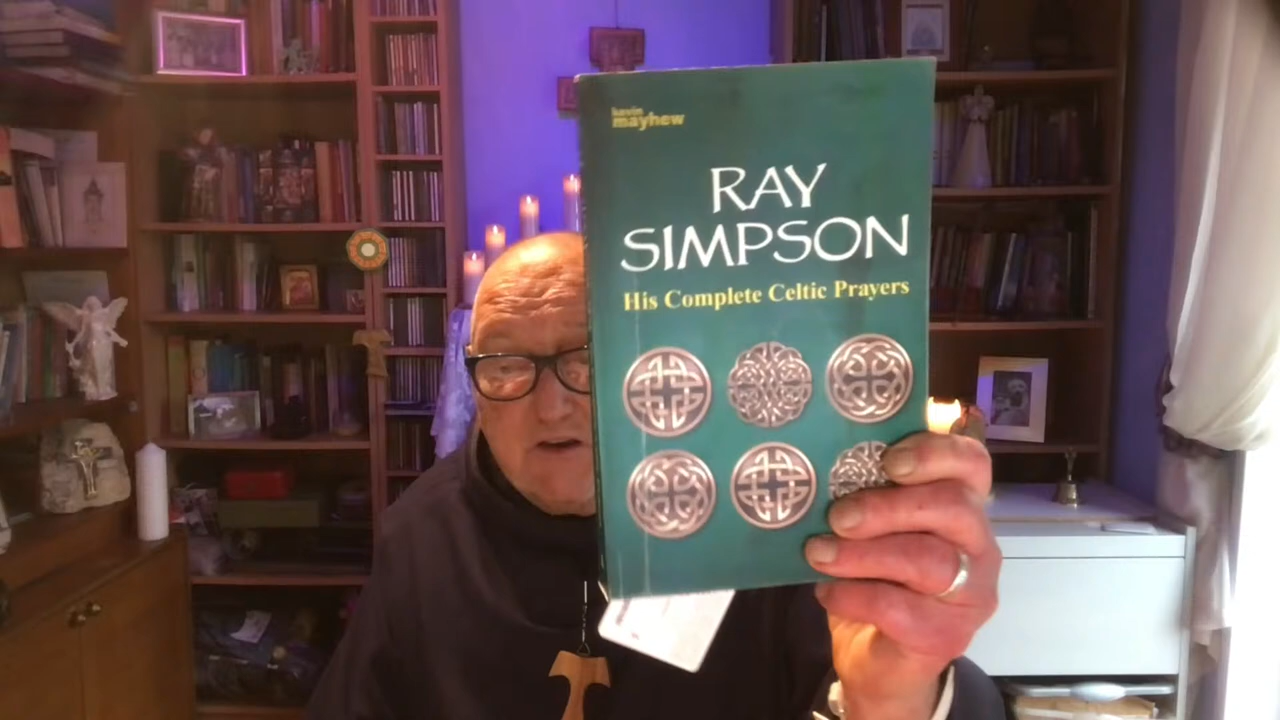 kevin
mayhew
RAY
SIMPSON
His Complete Celtic Prayers